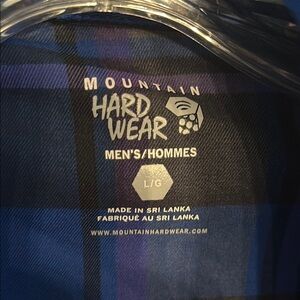 MOUNTAIN
HARD
WEAR
MEN'S/HOMMES
L/G
MADE IN SRI LANKA
FABRIQUÉ AU SRI LANKA
WWW.MOUNTAINHARDWEAR.COM